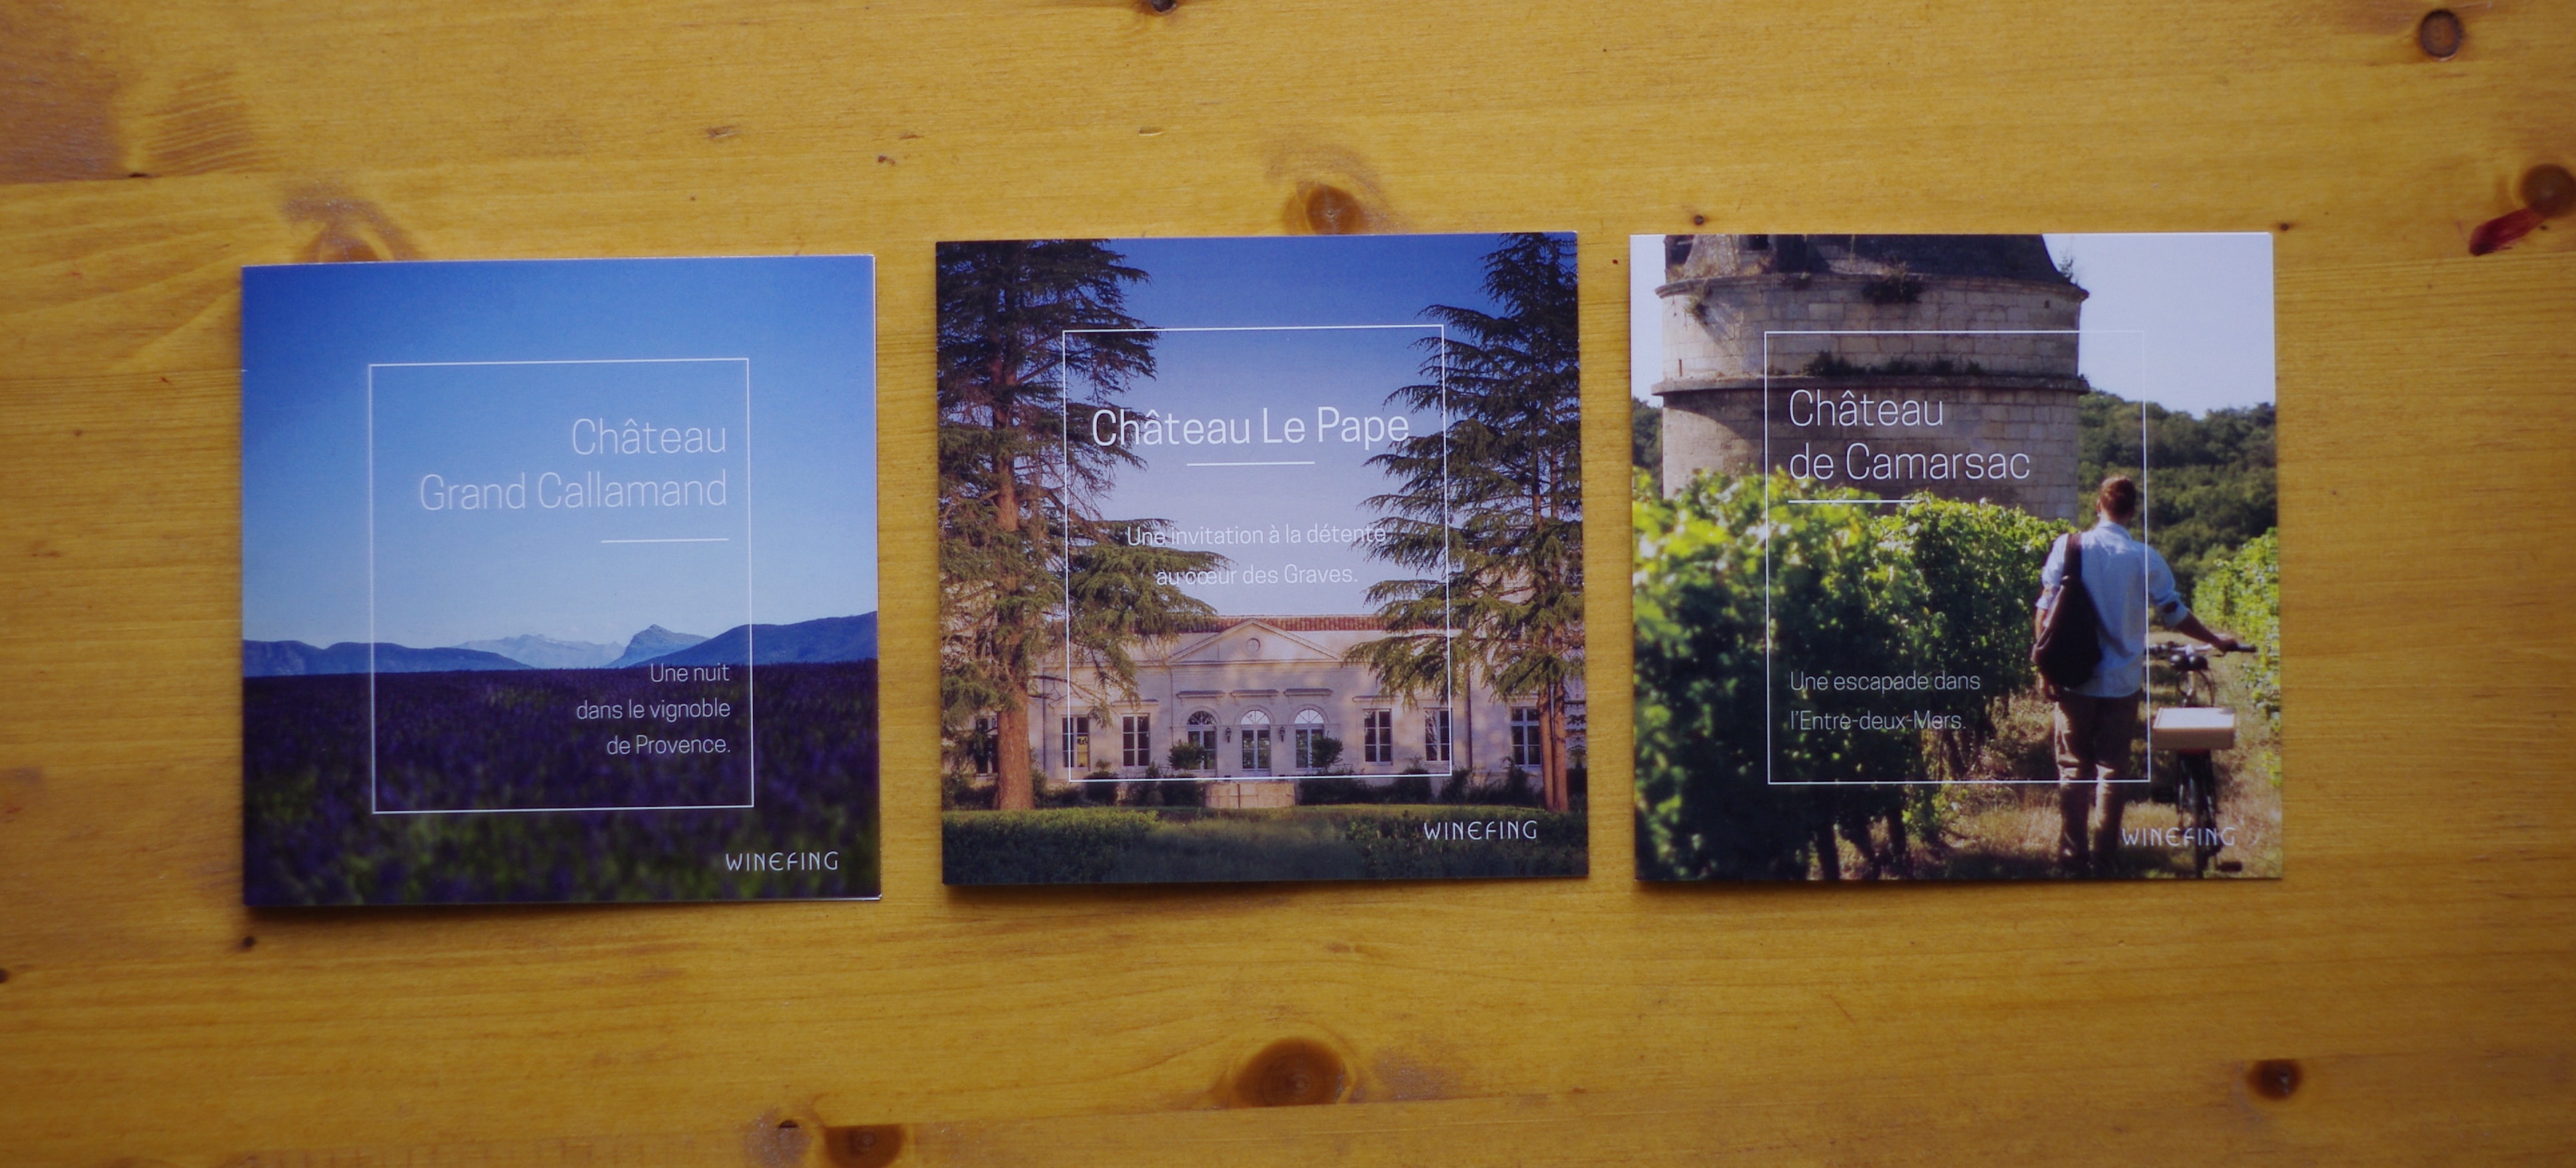 Château
Grand Callamand
Une nuit
dans le vignoble
de Provence.
WINEFING
Château Le Pape
Une invitation à la détente
au cœur des Graves.
WINEFING
Château
de Camarsac
Une escapade dans
l'Entre-deux-Mers.
WINEFING